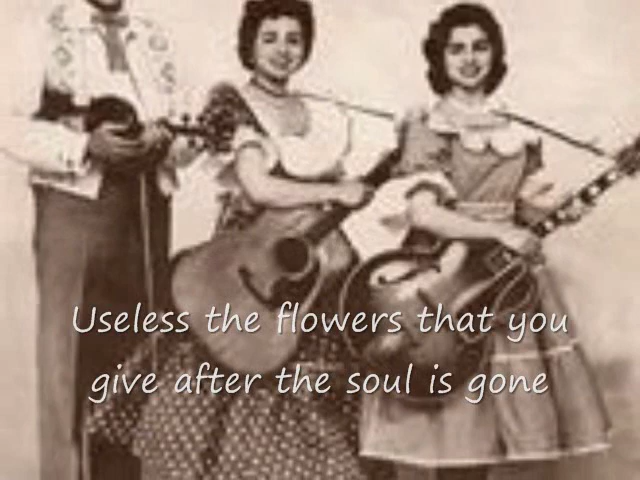 Useless the flowers that you
give after the soul is gone